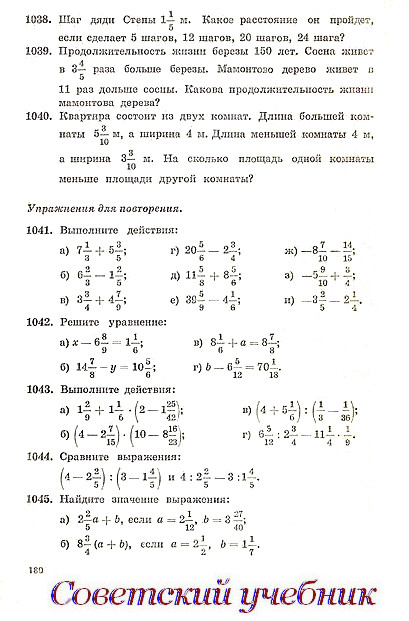 1038. Шаг дяди Степы 1 1/5 м. Какое расстояние он пройдет,
если сделает 5 шагов, 12 шагов, 20 шагов, 24 шага?
1039. Продолжительность жизни березы 150 лет. Сосна живет
в 3 4/5 раза больше березы. Мамонтово дерево живет в
11 раз дольше сосны. Какова продолжительность жизни
мамонтова дерева?
1040. Квартира состоит из двух комнат. Длина большей ком-
наты 5 3/10 м, а ширина 4 м. Длина меньшей комнаты 4 м,
а ширина 3 3/10 м. На сколько площадь одной комнаты
меньше площади другой комнаты?
Упражнения для повторения.
1041. Выполните действия:
а) 7 1/3 + 5 3/5; г) 20 5/6 − 2 3/4; ж) −8 7/10 − 14/15;
б) 6 2/3 − 1 2/5; д) 11 5/8 + 8 5/6; з) −5 9/10 + 3/4;
в) 3 3/4 + 4 7/9; е) 39 5/9 − 4 1/6; и) −3 2/5 − 2 1/4.
1042. Решите уравнение:
а) x − 6 8/9 = 1 1/6; в) 8 1/6 + a = 8 7/8;
б) 14 7/8 − y = 10 5/6; г) b − 6 5/12 = 70 1/18.
1043. Выполните действия:
а) 1 2/9 + 1 1/6 · (2 − 1 25/42); в) (4 + 5 1/6) : (1/3 − 1/36);
б) (4 − 2 7/15) · (10 − 8 16/23); г) 6 5/12 : 2 3/4 − 11 1/4 · 1/9.
1044. Сравните выражения:
(4 − 2 2/5) : (3 − 1 4/5) и 4 : 2 2/5 − 3 : 1 4/5.
1045. Найдите значение выражения:
а) 2 2/5 a + b, если a = 2 1/12, b = 3 27/40;
б) 8 3/4 (a + b), если a = 2 1/2, b = 1 1/7.
180
Советский учебник